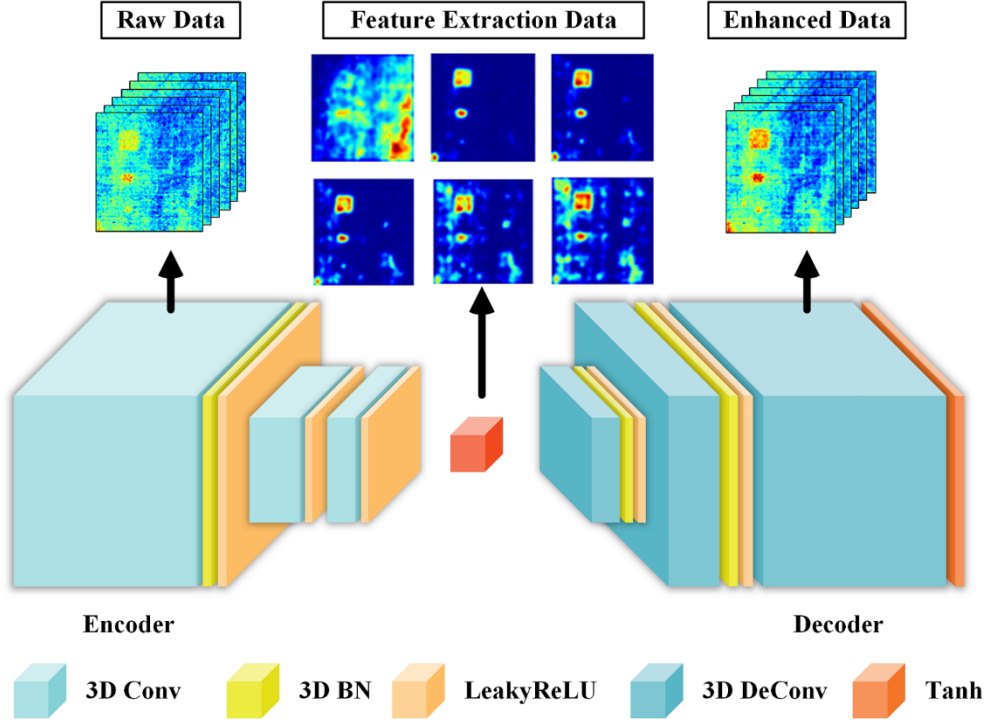 Raw Data
Feature Extraction Data
Enhanced Data
Encoder
Decoder
3D Conv
3D BN
LeakyReLU
3D DeConv
Tanh